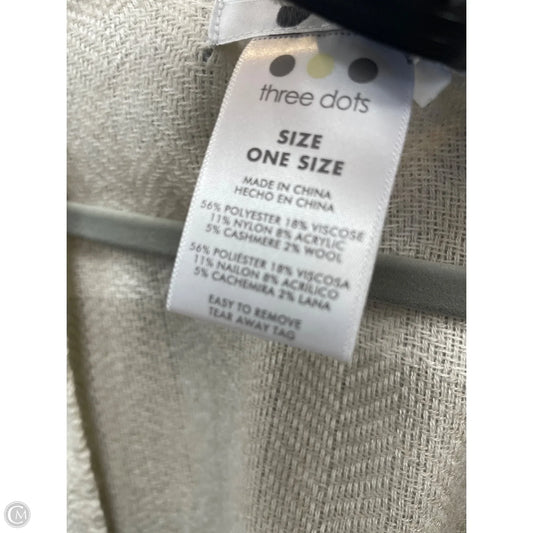 three dots
SIZE
ONE SIZE
MADE IN CHINA
HECHO EN CHINA
56% POLYESTER 18% VISCOSE
11% NYLON 8% ACRYLIC
5% CASHMERE 2% WOOL
56% POLIÉSTER 18% VISCOSA
11% NAILON 8% ACRILICO
5% CACHEMIRA 2% LANA
EASY TO REMOVE
TEAR AWAY TAG
CM